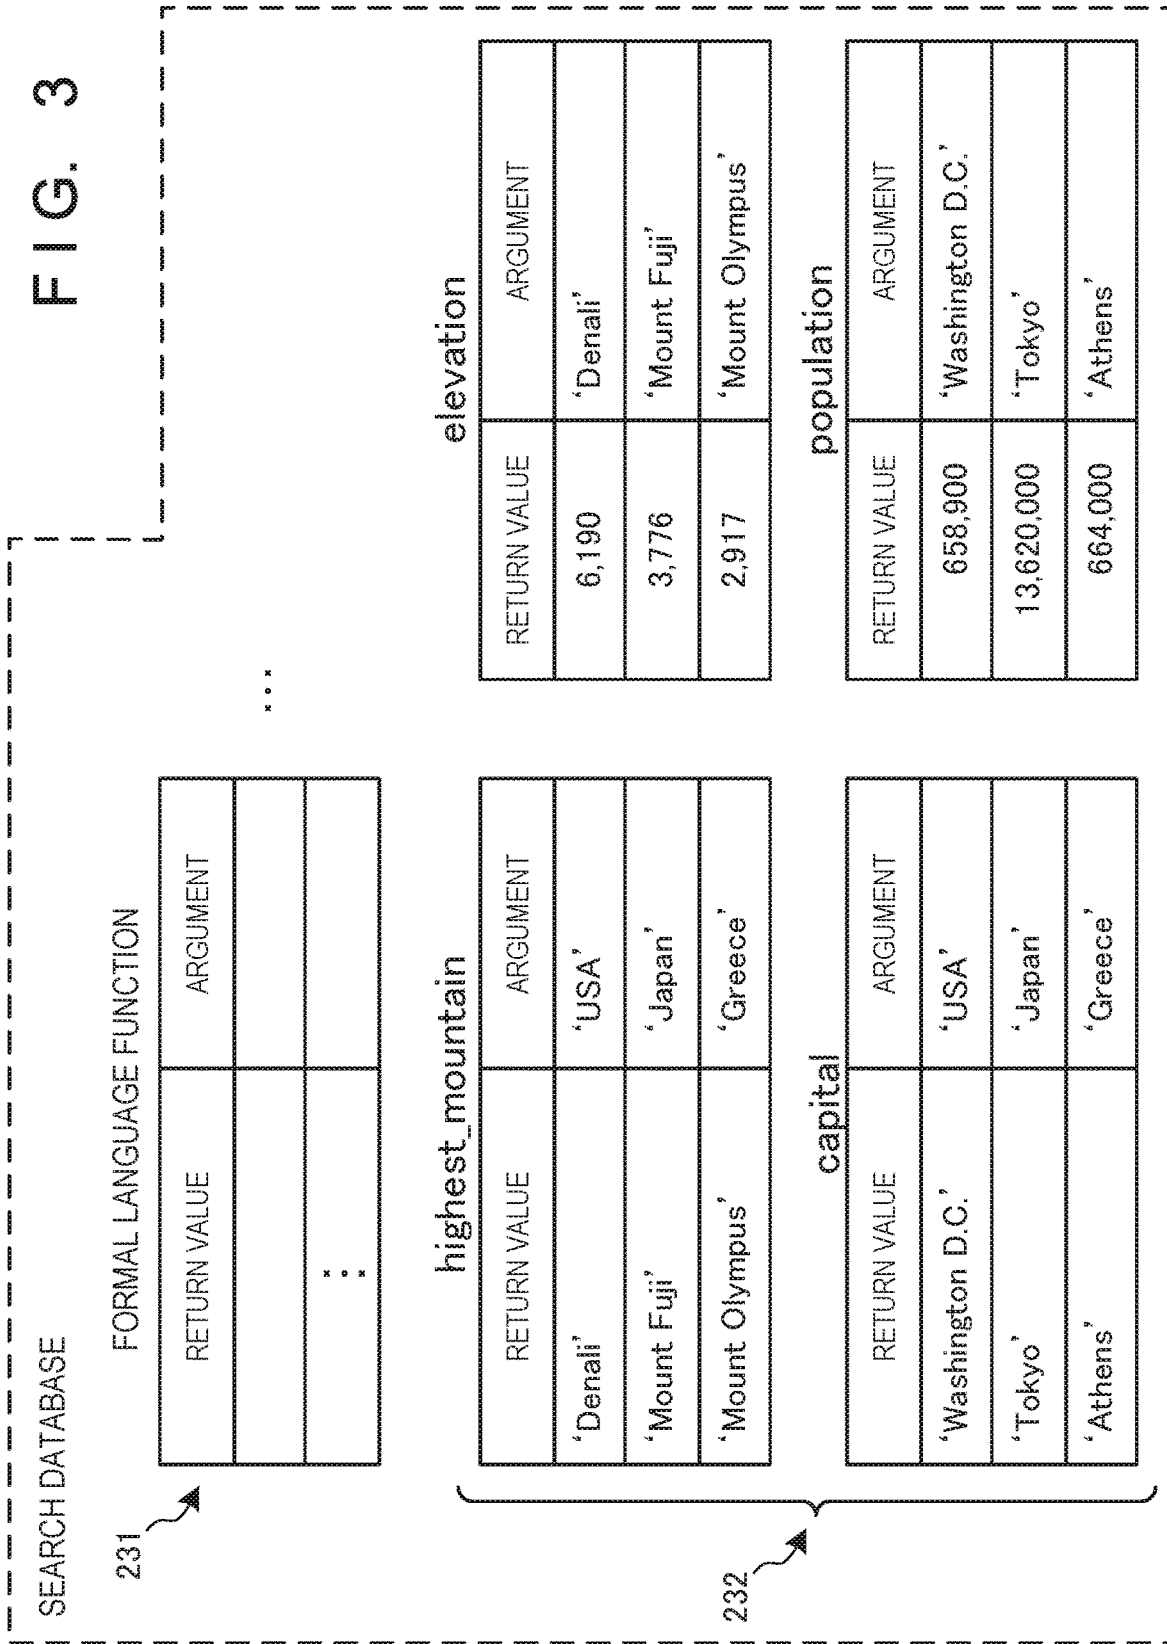 FIG. 3
SEARCH DATABASE
231
FORMAL LANGUAGE FUNCTION
RETURN VALUE ARGUMENT
...
...
232
highest_mountain
RETURN VALUE ARGUMENT
‘Denali’ ‘USA’
‘Mount Fuji’ ‘Japan’
‘Mount Olympus’ ‘Greece’
elevation
RETURN VALUE ARGUMENT
6,190 ‘Denali’
3,776 ‘Mount Fuji’
2,917 ‘Mount Olympus’
capital
RETURN VALUE ARGUMENT
‘Washington D.C.’ ‘USA’
‘Tokyo’ ‘Japan’
‘Athens’ ‘Greece’
population
RETURN VALUE ARGUMENT
658,900 ‘Washington D.C.’
13,620,000 ‘Tokyo’
664,000 ‘Athens’